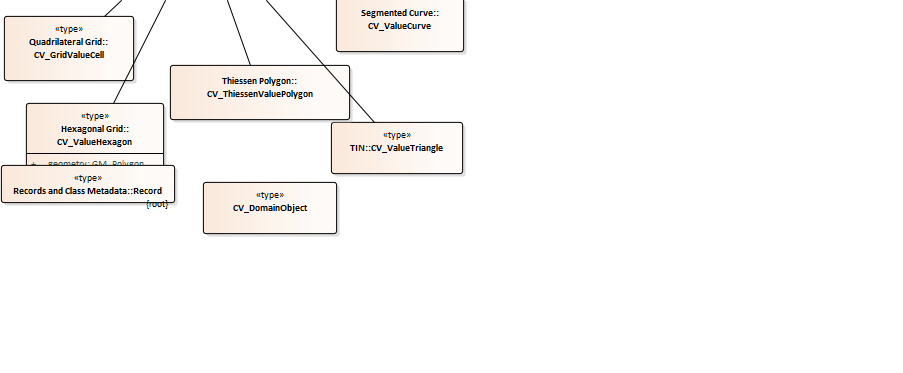 Segmented Curve::
CV_ValueCurve
«type»
Quadrilateral Grid::
CV_GridValueCell
Thiessen Polygon::
CV_ThiessenValuePolygon
«type»
Hexagonal Grid::
CV_ValueHexagon
+ geometry: GM_Polygon
«type»
TIN::CV_ValueTriangle
«type»
Records and Class Metadata::Record
{root}
«type»
CV_DomainObject